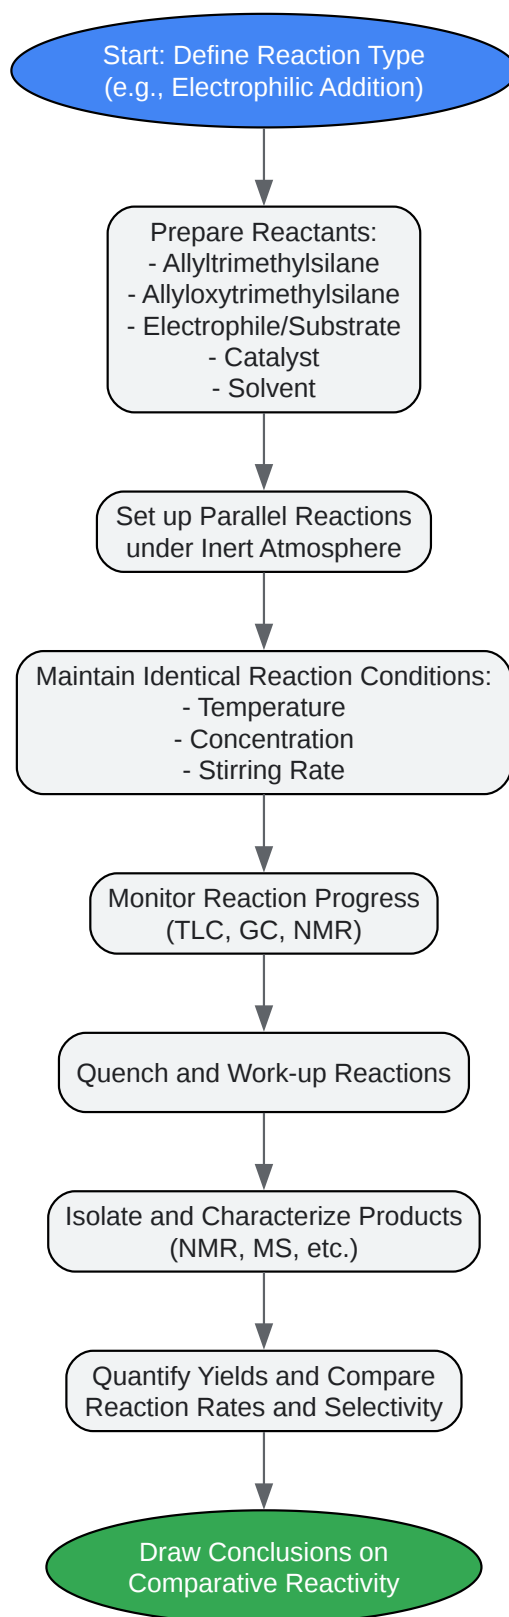 Start: Define Reaction Type
(e.g., Electrophilic Addition)
Prepare Reactants:
- Allyltrimethylsilane
- Allyloxytrimethylsilane
- Electrophile/Substrate
- Catalyst
- Solvent
Set up Parallel Reactions
under Inert Atmosphere
Maintain Identical Reaction Conditions:
- Temperature
- Concentration
- Stirring Rate
Monitor Reaction Progress
(TLC, GC, NMR)
Quench and Work-up Reactions
Isolate and Characterize Products
(NMR, MS, etc.)
Quantify Yields and Compare
Reaction Rates and Selectivity
Draw Conclusions on
Comparative Reactivity